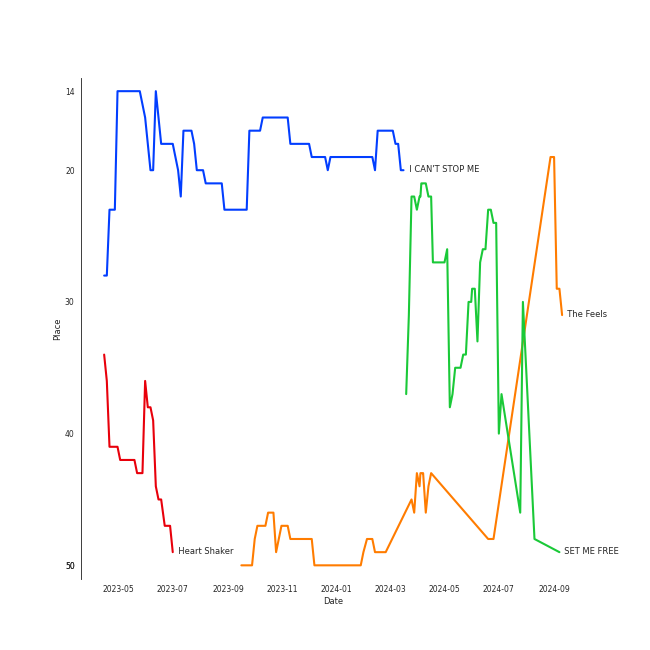 14
20
30
40
50
Place
I CAN'T STOP ME
The Feels
Heart Shaker
SET ME FREE
2023-05 2023-07 2023-09 2023-11 2024-01 2024-03 2024-05 2024-07 2024-09
Date